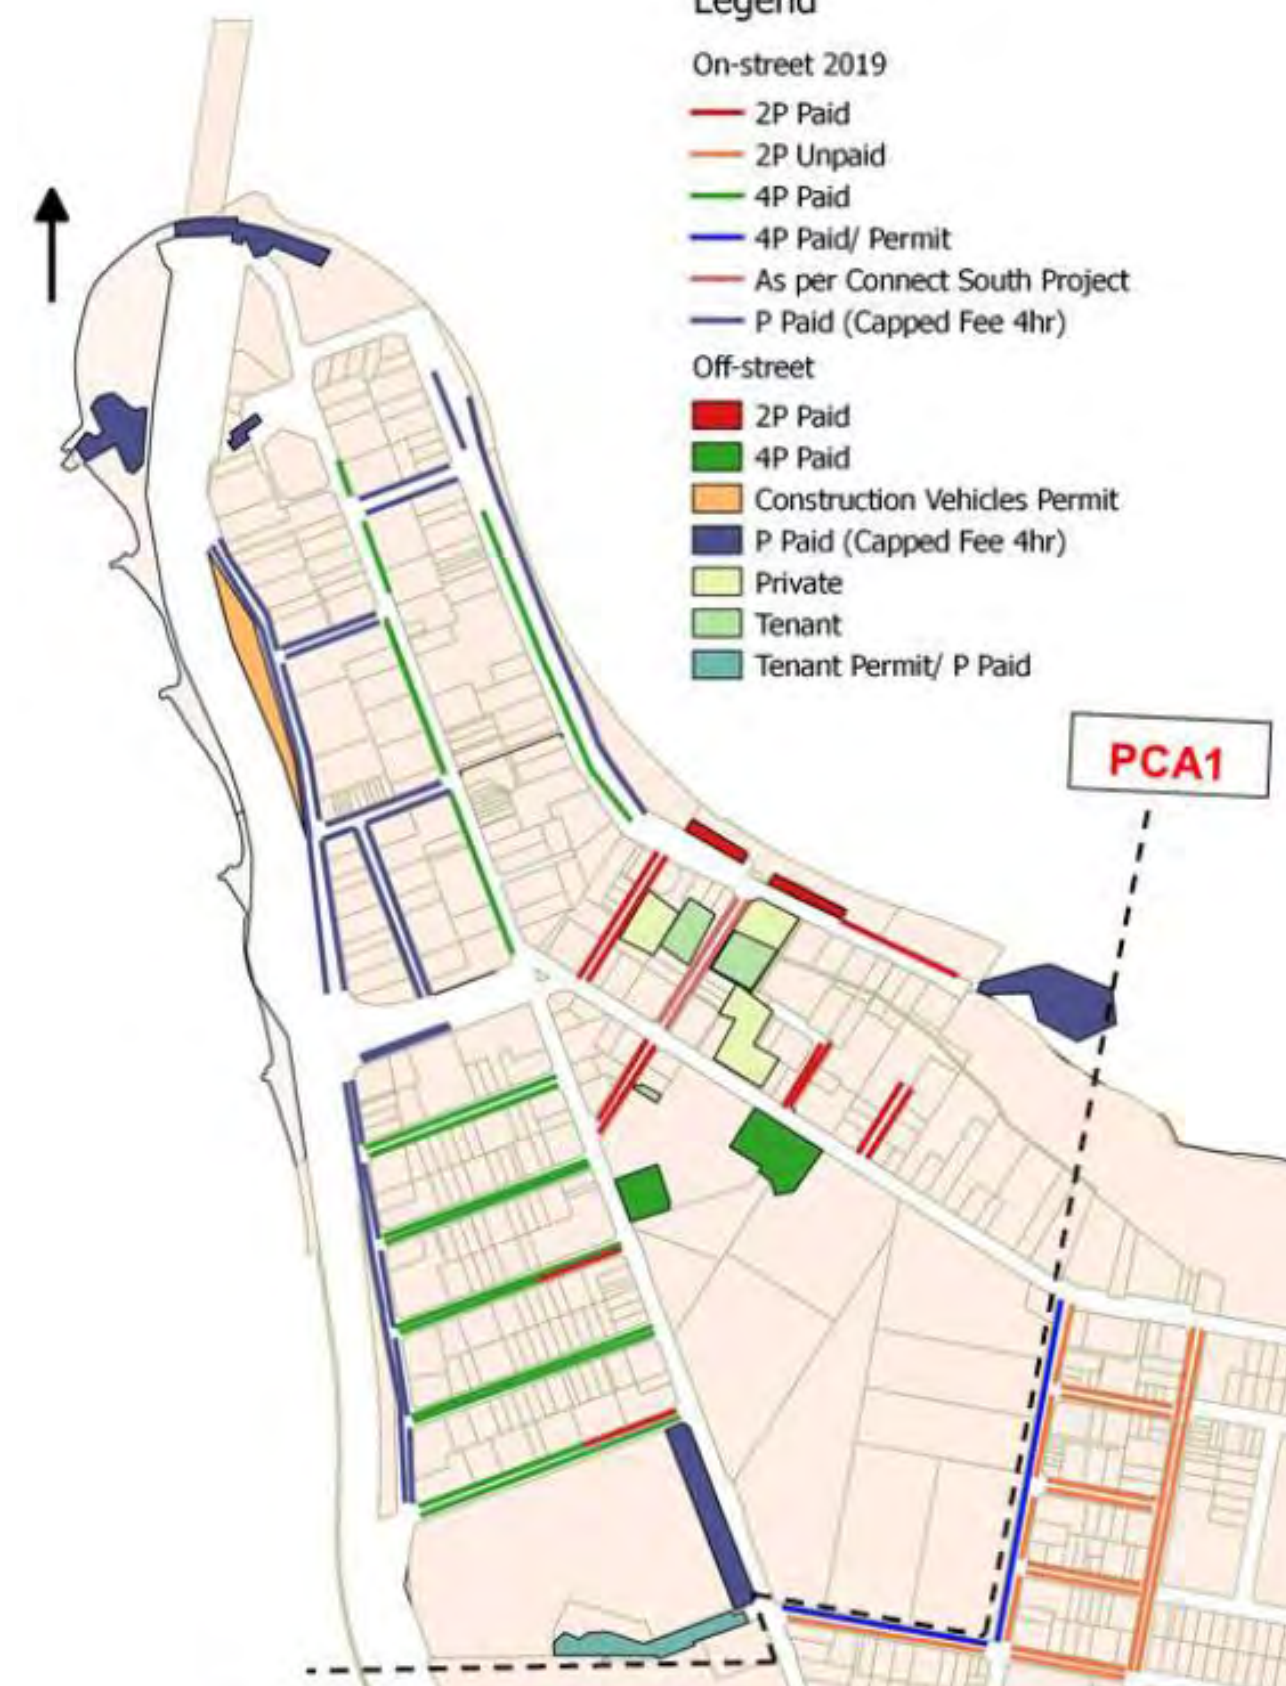 Legend
On-street 2019
2P Paid
2P Unpaid
4P Paid
4P Paid/ Permit
As per Connect South Project
P Paid (Capped Fee 4hr)
Off-street
2P Paid
4P Paid
Construction Vehicles Permit
P Paid (Capped Fee 4hr)
Private
Tenant
Tenant Permit/ P Paid
PCA1